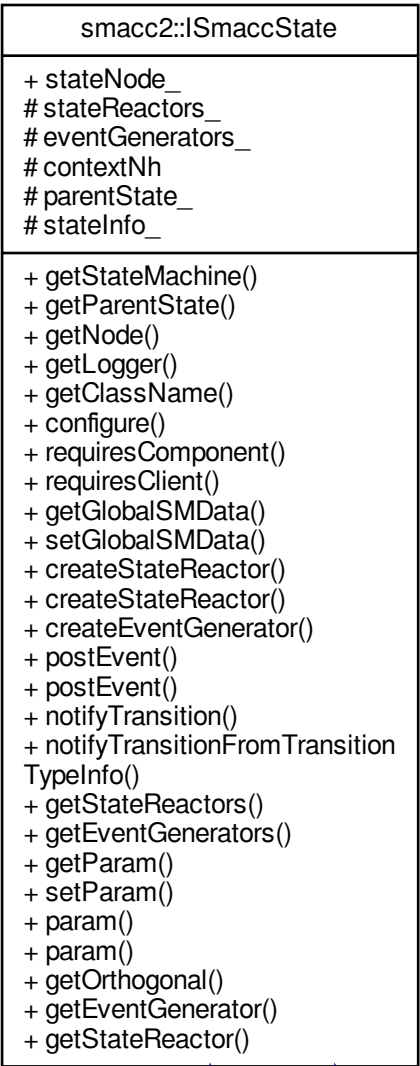 smacc2::ISmaccState
+ stateNode_
# stateReactors_
# eventGenerators_
# contextNh
# parentState_
# stateInfo_
+ getStateMachine()
+ getParentState()
+ getNode()
+ getLogger()
+ getClassName()
+ configure()
+ requiresComponent()
+ requiresClient()
+ getGlobalSMData()
+ setGlobalSMData()
+ createStateReactor()
+ createStateReactor()
+ createEventGenerator()
+ postEvent()
+ postEvent()
+ notifyTransition()
+ notifyTransitionFromTransition
TypeInfo()
+ getStateReactors()
+ getEventGenerators()
+ getParam()
+ setParam()
+ param()
+ param()
+ getOrthogonal()
+ getEventGenerator()
+ getStateReactor()